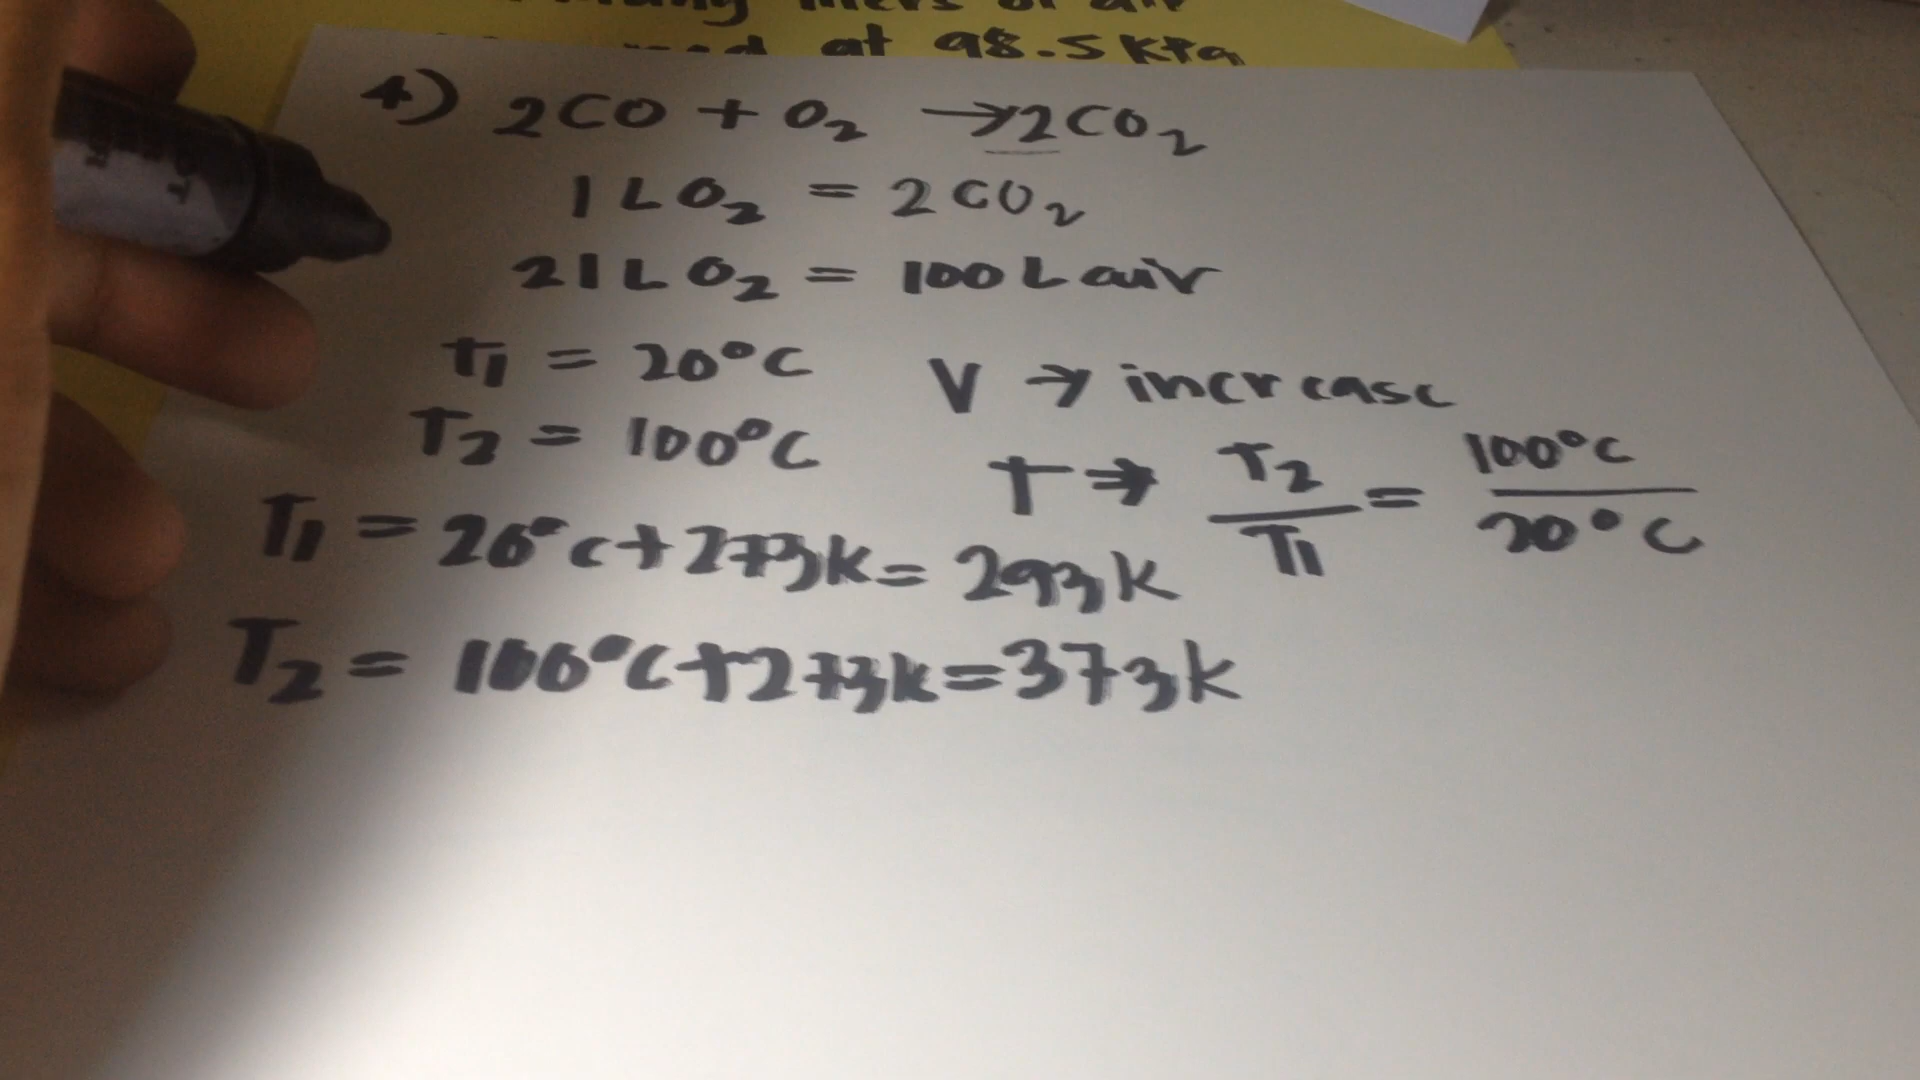 at 98.5 kPa
4) 2CO + O₂ → 2CO₂
1 L O₂ = 2 CO₂
21 L O₂ = 100 L air
T₁ = 20°C
V → increase
T₂ = 100°C
T → T₂/T₁ = 100°C/20°C
T₁ = 20°C + 273K = 293K
T₂ = 100°C + 273K = 373K